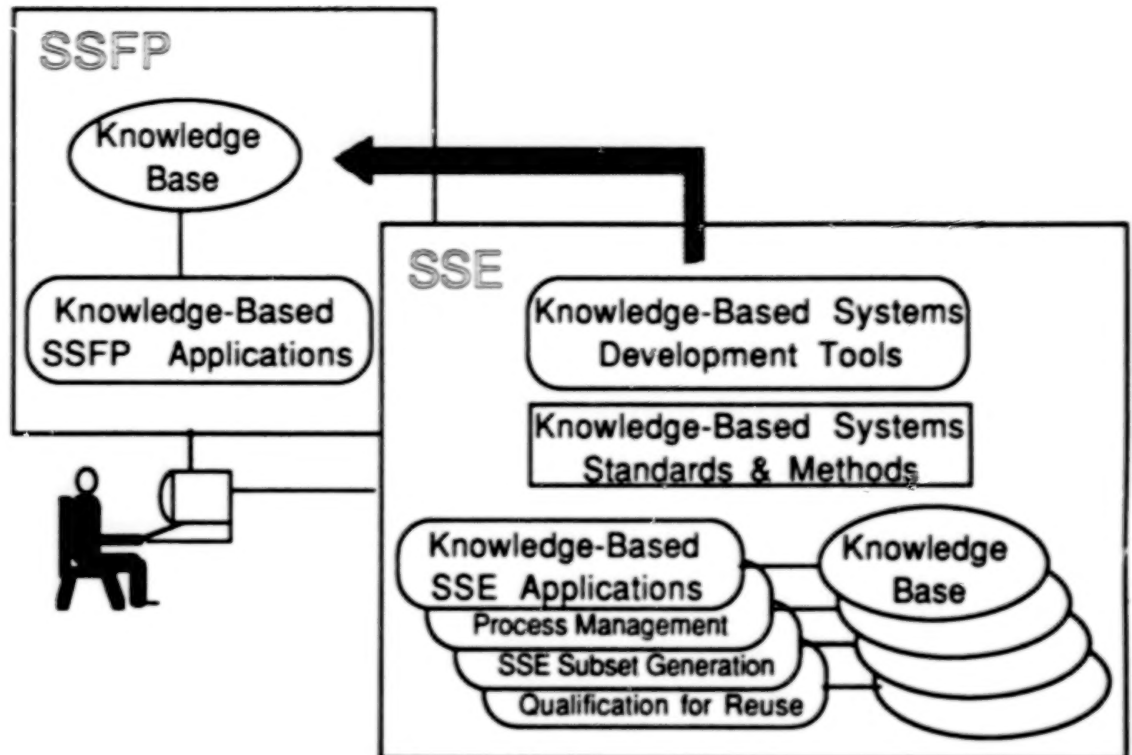 SSFP
Knowledge
Base
Knowledge-Based
SSFP Applications
SSE
Knowledge-Based Systems
Development Tools
Knowledge-Based Systems
Standards & Methods
Knowledge-Based
SSE Applications
Process Management
SSE Subset Generation
Qualification for Reuse
Knowledge
Base